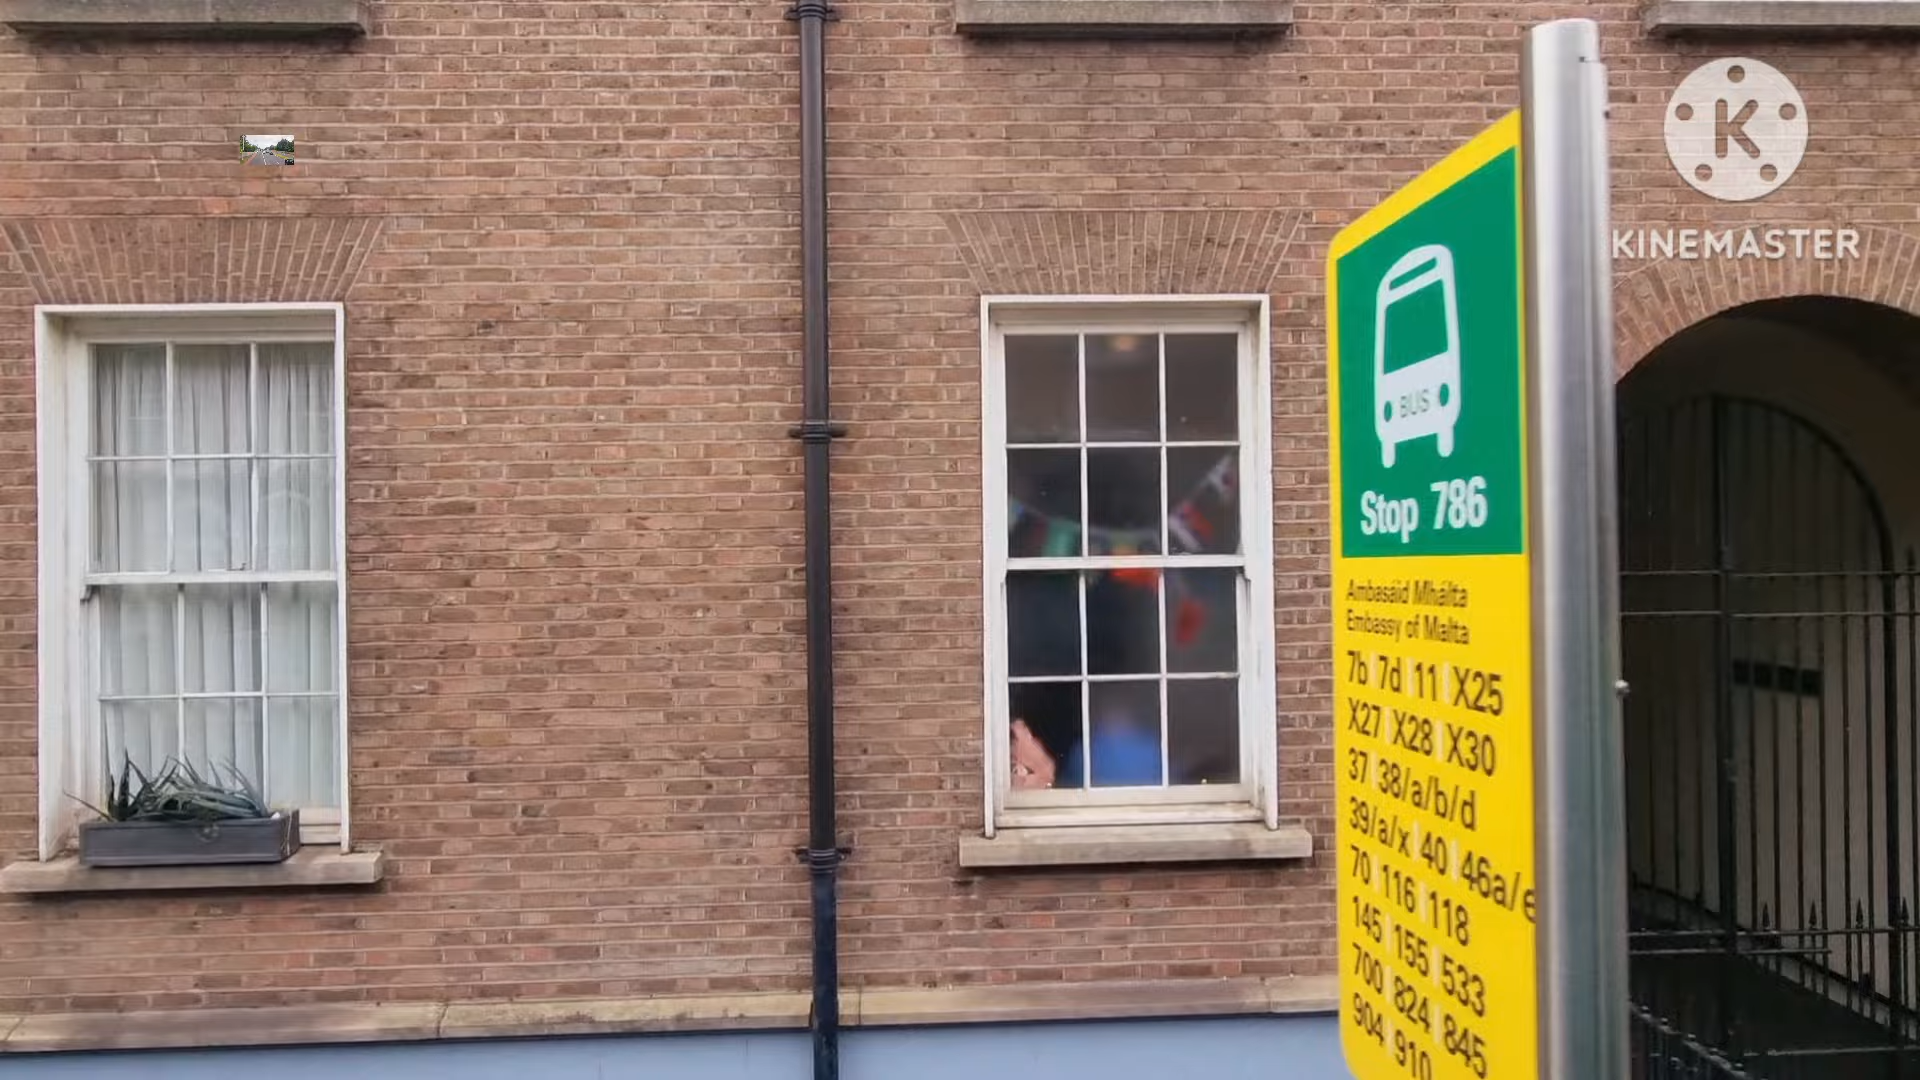 K
KINEMASTER
BUS
Stop 786
Ambasáid Mhálta
Embassy of Malta
7b 7d 11 X25
X27 X28 X30
37 38/a/b/d
39/a/x 40 46a/e
70 116 118
145 155 533
700 824 845
904 910